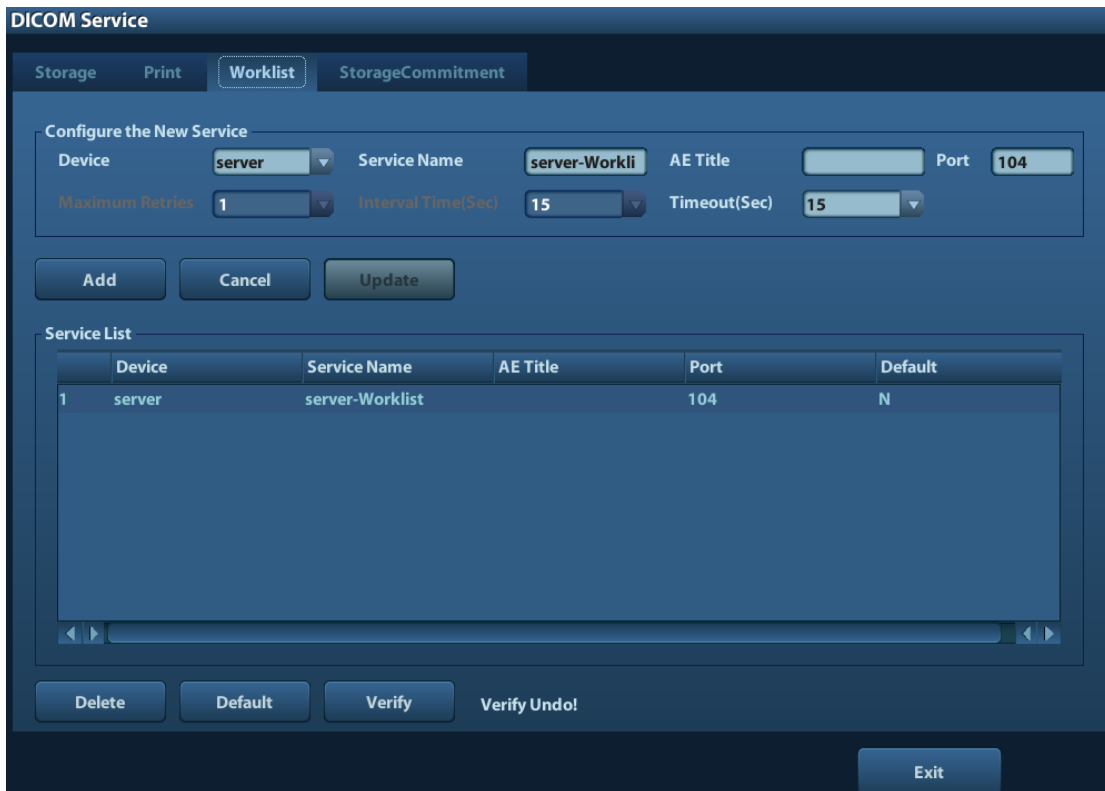 DICOM Service
Storage Print Worklist StorageCommitment
Configure the New Service
Device server Service Name server-Workli AE Title Port 104
Maximum Retries 1 Interval Time(Sec) 15 Timeout(Sec) 15
Add Cancel Update
Service List
Device Service Name AE Title Port Default
1 server server-Worklist 104 N
Delete Default Verify Verify Undo!
Exit